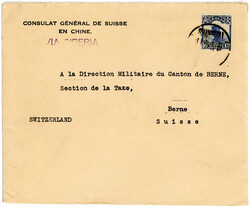 CONSULAT GÉNÉRAL DE SUISSE
EN CHINE.
VIA SIBERIA
A la Direction Militaire du Canton de BERNE,
Section de la Taxe,
Berne
Suisse
SWITZERLAND